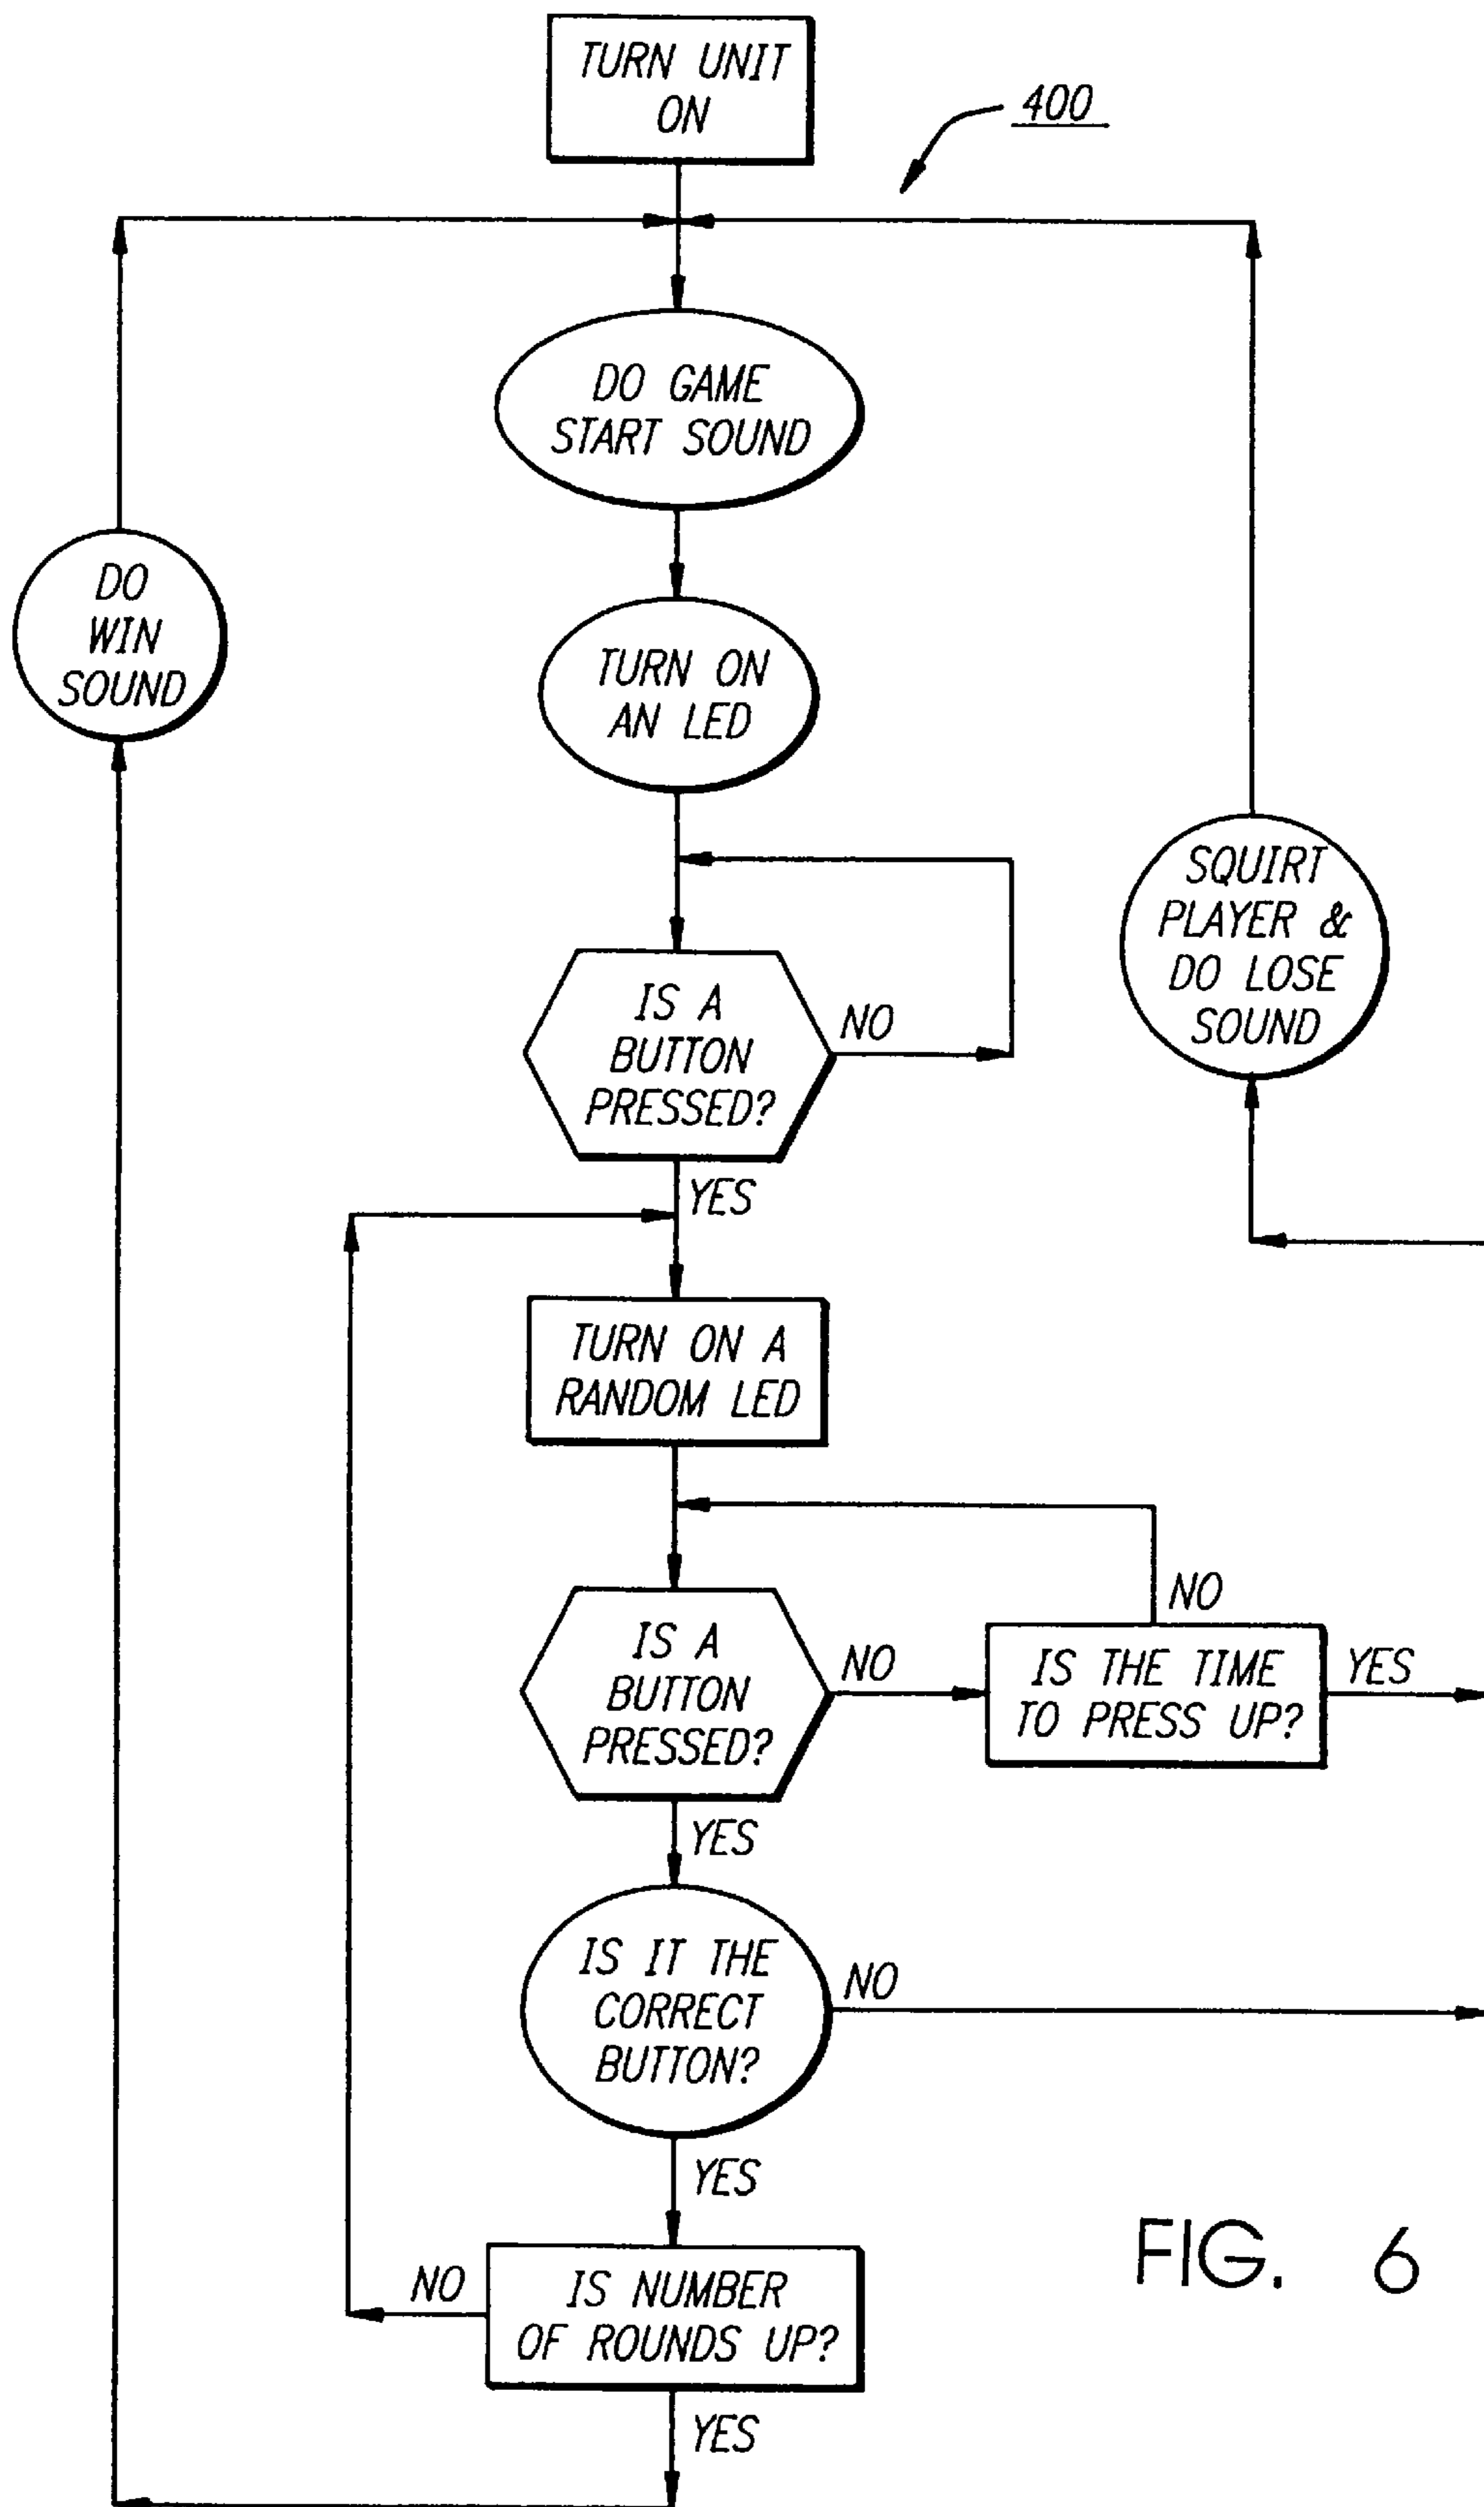 TURN UNIT
ON
400
DO GAME
START SOUND
DO
WIN
SOUND
TURN ON
AN LED
SQUIRT
PLAYER &
DO LOSE
SOUND
IS A
BUTTON
PRESSED?
NO
YES
TURN ON A
RANDOM LED
NO
IS A
BUTTON
PRESSED?
NO
IS THE TIME
TO PRESS UP?
YES
YES
IS IT THE
CORRECT
BUTTON?
NO
YES
NO
IS NUMBER
OF ROUNDS UP?
YES
FIG. 6